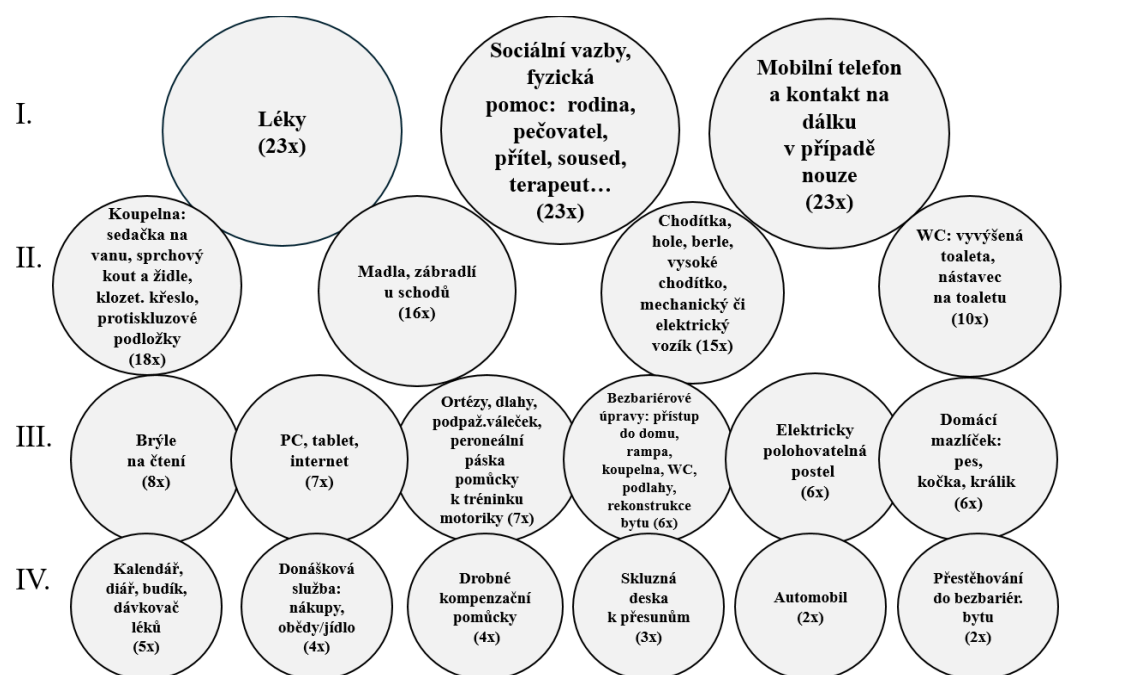 I.
Léky
(23x)
Sociální vazby,
fyzická
pomoc: rodina,
pečovatel,
přítel, soused,
terapeut…
(23x)
Mobilní telefon
a kontakt na
dálku
v případě
nouze
(23x)
II.
Koupelna:
sedačka na
vanu, sprchový
kout a židle,
klozet. křeslo,
protiskluzové
podložky
(18x)
Madla, zábradlí
u schodů
(16x)
Chodítka,
hole, berle,
vysoké
chodítko,
mechanický či
elektrický
vozík (15x)
WC: vyvýšená
toaleta,
nástavec
na toaletu
(10x)
III.
Brýle
na čtení
(8x)
PC, tablet,
internet
(7x)
Ortézy, dlahy,
podpaž.váleček,
peroneální
páska
pomůcky
k tréninku
motoriky (7x)
Bezbariérové
úpravy: přístup
do domu,
rampa,
koupelna, WC,
podlahy,
rekonstrukce
bytu (6x)
Elektricky
polohovatelná
postel
(6x)
Domácí
mazlíček:
pes,
kočka, králik
(6x)
IV.
Kalendář,
diář, budík,
dávkovač
léků
(5x)
Donášková
služba:
nákupy,
obědy/jídlo
(4x)
Drobné
kompenzační
pomůcky
(4x)
Skluzná
deska
k přesunům
(3x)
Automobil
(2x)
Přestěhování
do bezbariér.
bytu
(2x)